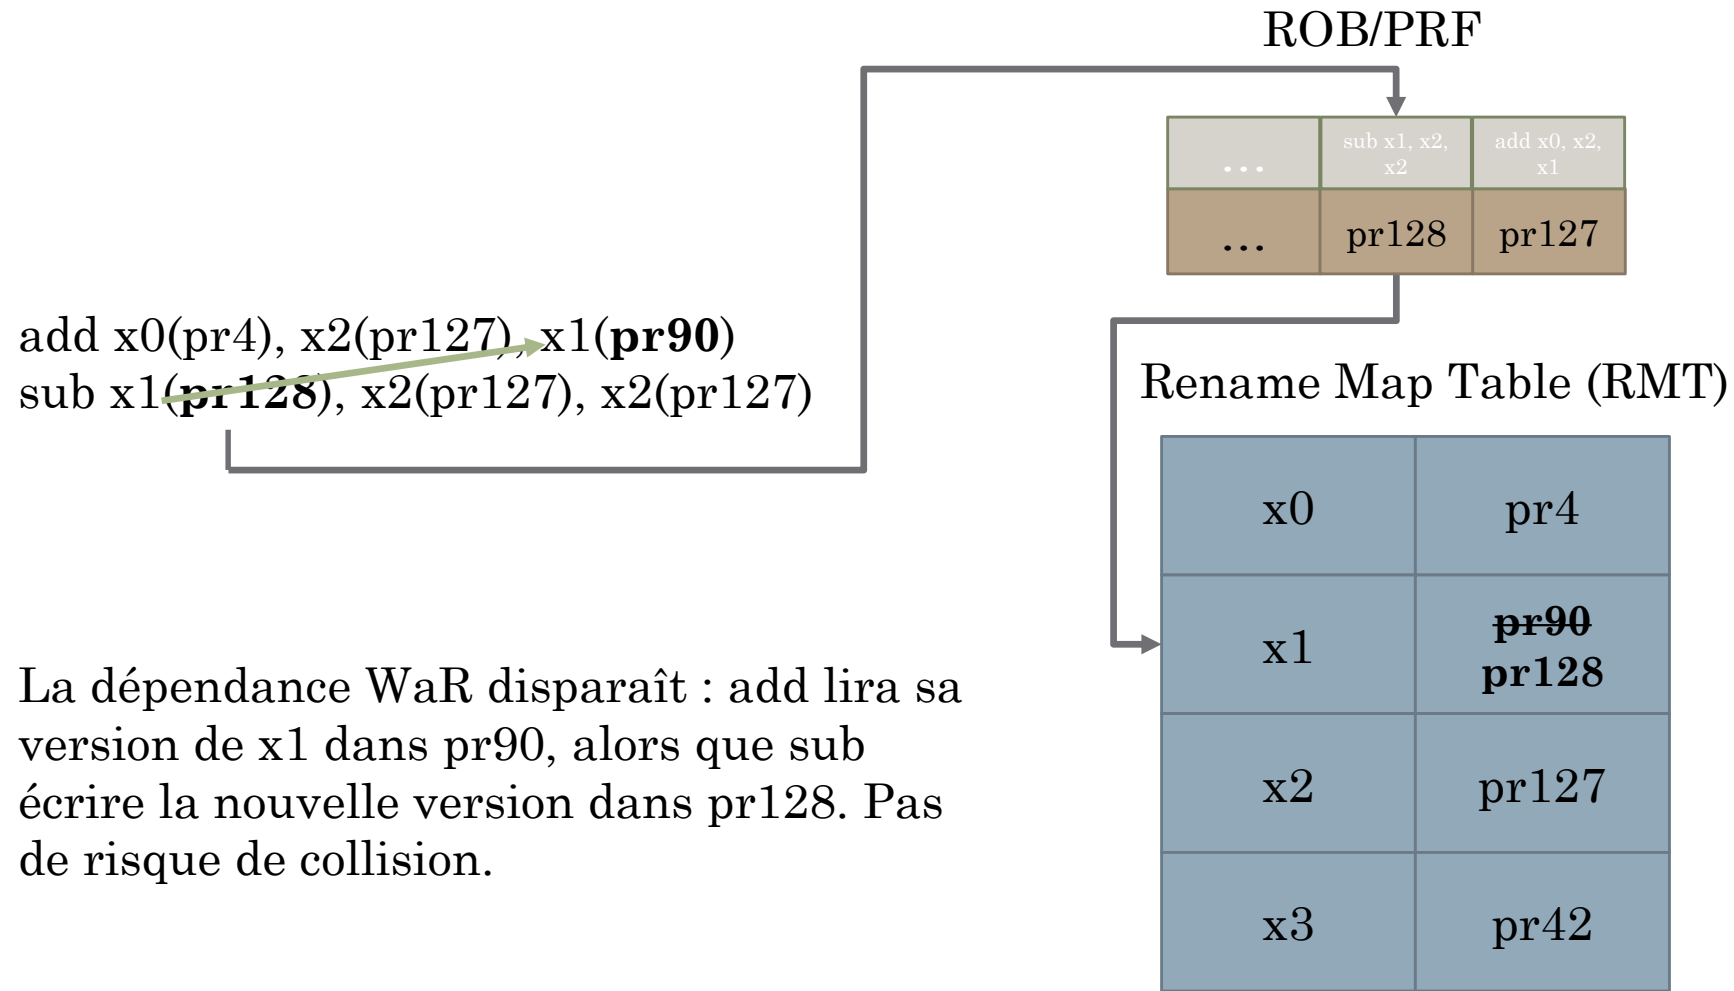 ROB/PRF
... sub x1, x2, add x0, x2,
x2 x1
... pr128 pr127
add x0(pr4), x2(pr127), x1(pr90)
sub x1(pr128), x2(pr127), x2(pr127)
Rename Map Table (RMT)
x0 pr4
x1 pr90
pr128
x2 pr127
x3 pr42
La dépendance WaR disparaît : add lira sa
version de x1 dans pr90, alors que sub
écrire la nouvelle version dans pr128. Pas
de risque de collision.